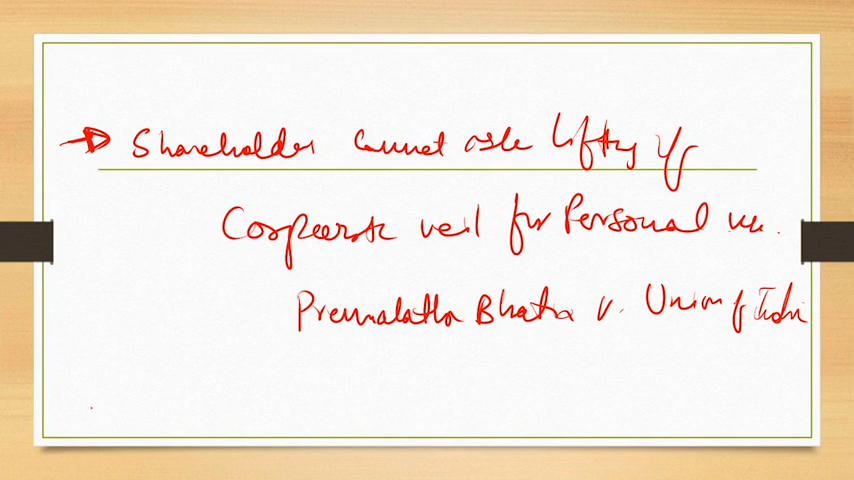 Shareholder cannot ask lifting of
Corporate veil for Personal use.
Premalatha Bhatia v. Union of India